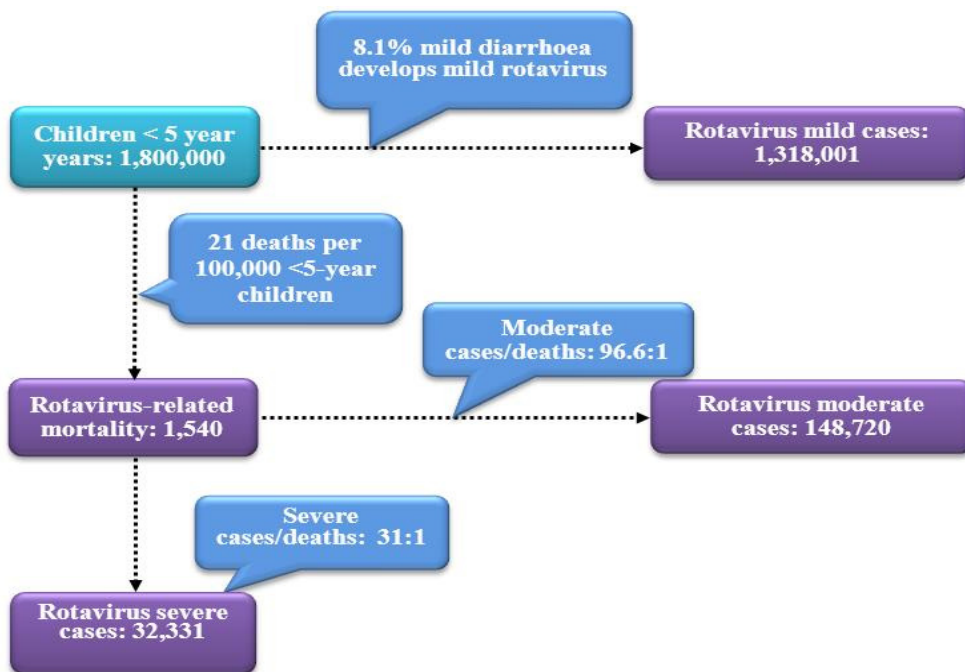 8.1% mild diarrhoea
develops mild rotavirus
Children < 5 year
years: 1,800,000
Rotavirus mild cases:
1,318,001
21 deaths per
100,000 <5-year
children
Moderate
cases/deaths: 96.6:1
Rotavirus-related
mortality: 1,540
Rotavirus moderate
cases: 148,720
Severe
cases/deaths:  31:1
Rotavirus severe
cases: 32,331